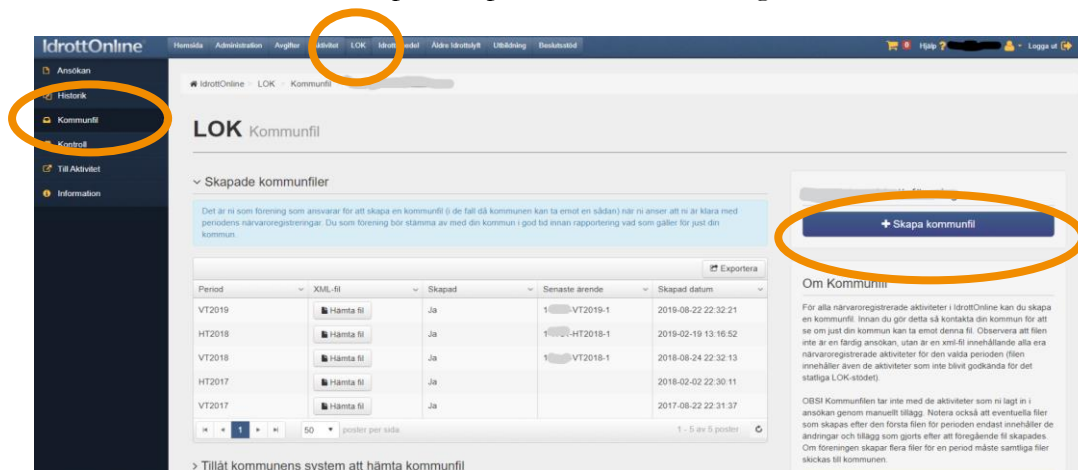 IdrottOnline
Hemsida Administration Avgifter Aktivitet LOK Idrottsmedel Äldre Idrottslyft Utbildning Beslutsstöd
0 Hjälp ? Logga ut
Ansökan
Historik
Kommunfil
Kontroll
Till Aktivitet
Information
IdrottOnline LOK Kommunfil
LOK Kommunfil
Skapade kommunfiler
Det är ni som förening som ansvarar för att skapa en kommunfil (i de fall då kommunen kan ta emot en sådan) när ni anser att ni är klara med
periodens närvaroregistreringar. Du som förening bör stämma av med din kommun i god tid innan rapportering vad som gäller för just din
kommun.
Exportera
Period XML-fil Skapad Senaste ärende Skapad datum
VT2019 Hämta fil Ja 1 -VT2019-1 2019-08-22 22:32:21
HT2018 Hämta fil Ja 1 -HT2018-1 2019-02-19 13:16:52
VT2018 Hämta fil Ja 1 -VT2018-1 2018-08-24 22:32:13
HT2017 Hämta fil Ja 2018-02-02 22:30:11
VT2017 Hämta fil Ja 2017-08-22 22:31:37
1 50 poster per sida 1 - 5 av 5 poster
Tillåt kommunens system att hämta kommunfil
+ Skapa kommunfil
Om Kommunfil
För alla närvaroregistrerade aktiviteter i IdrottOnline kan du skapa
en kommunfil. Innan du gör detta så kontakta din kommun för att
se om just din kommun kan ta emot denna fil. Observera att filen
inte är en färdig ansökan, utan är en xml-fil innehållande alla era
närvaroregistrerade aktiviteter för den valda perioden (filen
innehåller även de aktiviteter som inte blivit godkända för det
statliga LOK-stödet).
OBS! Kommunfilen tar inte med de aktiviteter som ni lagt in i
ansökan genom manuellt tillägg. Notera också att eventuella filer
som skapas efter den första filen för perioden endast innehåller de
ändringar och tillägg som gjorts efter att föregående fil skapades.
Om föreningen skapar flera filer för en period måste samtliga filer
skickas till kommunen.